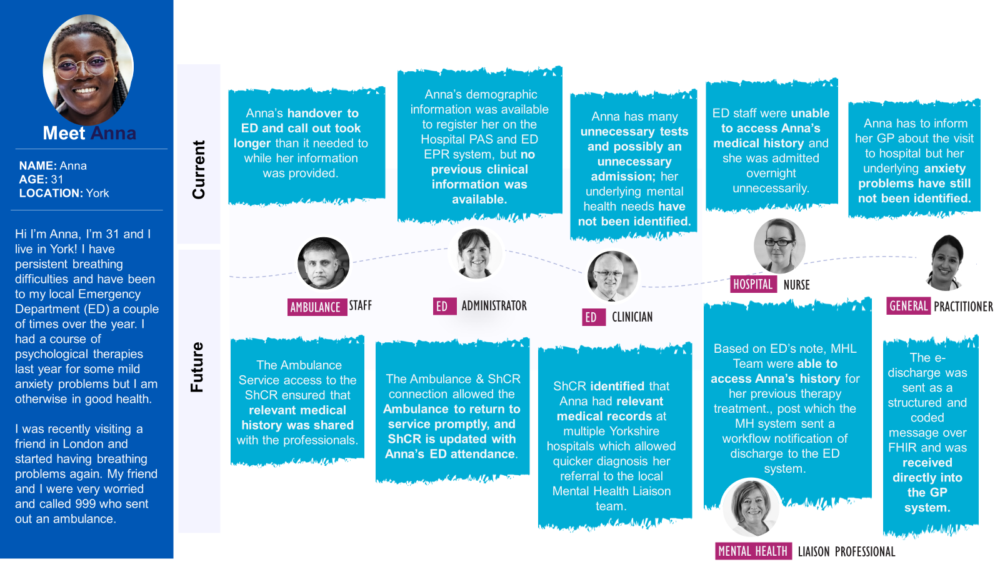 Meet Anna
NAME: Anna
AGE: 31
LOCATION: York
Hi I'm Anna, I'm 31 and I
live in York! I have
persistent breathing
difficulties and have been
to my local Emergency
Department (ED) a couple
of times over the year. I
had a course of
psychological therapies
last year for some mild
anxiety problems but I am
otherwise in good health.
I was recently visiting a
friend in London and
started having breathing
problems again. My friend
and I were very worried
and called 999 who sent
out an ambulance.
Current
Anna's handover to
ED and call out took
longer than it needed to
while her information
was provided.
Anna's demographic
information was available
to register her on the
Hospital PAS and ED
EPR system, but no
previous clinical
information was
available.
Anna has many
unnecessary tests
and possibly an
unnecessary
admission; her
underlying mental
health needs have
not been identified.
ED staff were unable
to access Anna's
medical history and
she was admitted
overnight
unnecessarily.
Anna has to inform
her GP about the visit
to hospital but her
underlying anxiety
problems have still
not been identified.
AMBULANCE STAFF
ED ADMINISTRATOR
ED CLINICIAN
HOSPITAL NURSE
GENERAL PRACTITIONER
Future
The Ambulance
Service access to the
ShCR ensured that
relevant medical
history was shared
with the professionals.
The Ambulance & ShCR
connection allowed the
Ambulance to return to
service promptly, and
ShCR is updated with
Anna's ED attendance.
ShCR identified that
Anna had relevant
medical records at
multiple Yorkshire
hospitals which allowed
quicker diagnosis her
referral to the local
Mental Health Liaison
team.
Based on ED's note, MHL
Team were able to
access Anna's history for
her previous therapy
treatment., post which the
MH system sent a
workflow notification of
discharge to the ED
system.
The e-
discharge was
sent as a
structured and
coded
message over
FHIR and was
received
directly into
the GP
system.
MENTAL HEALTH LIAISON PROFESSIONAL